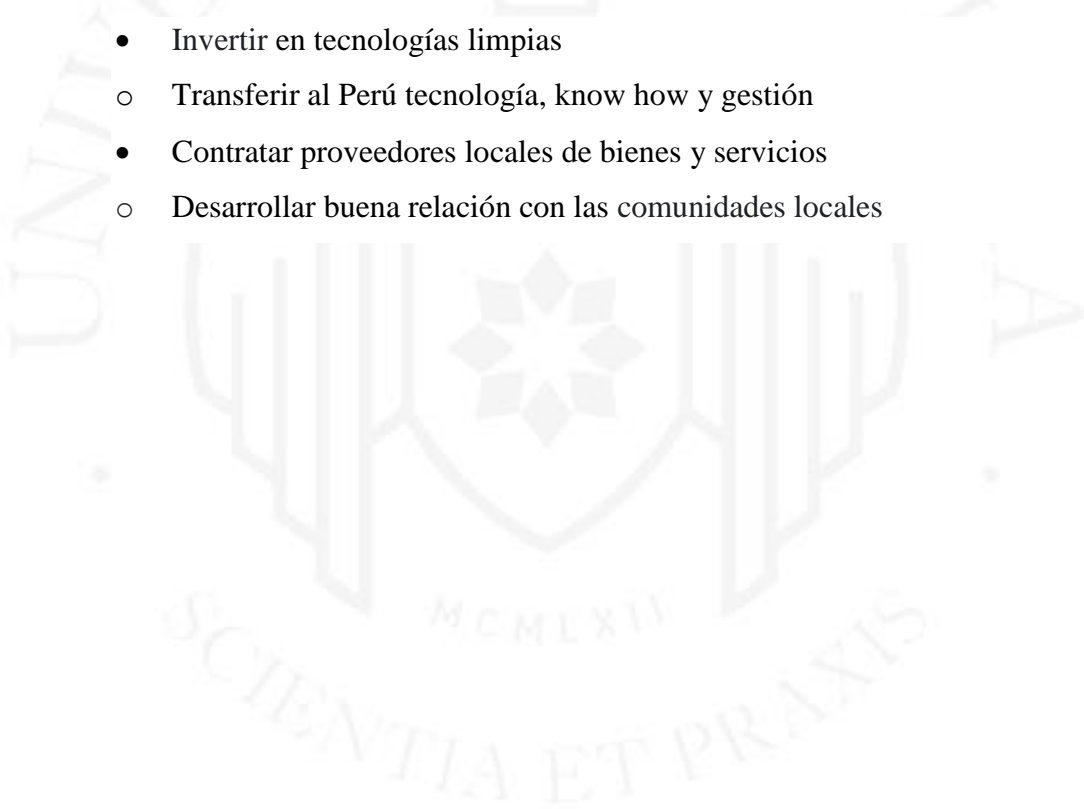 • Invertir en tecnologías limpias
o Transferir al Perú tecnología, know how y gestión
• Contratar proveedores locales de bienes y servicios
o Desarrollar buena relación con las comunidades locales
MCMLXII
SCIENTIA ET PRAXIS